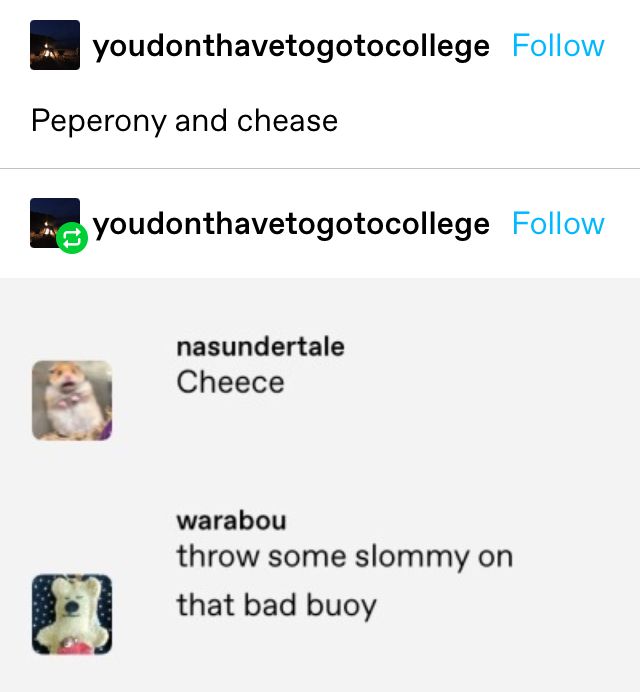 youdonthavetogotocollege Follow
Peperony and chease
youdonthavetogotocollege Follow
nasundertale
Cheece
warabou
throw some slommy on
that bad buoy